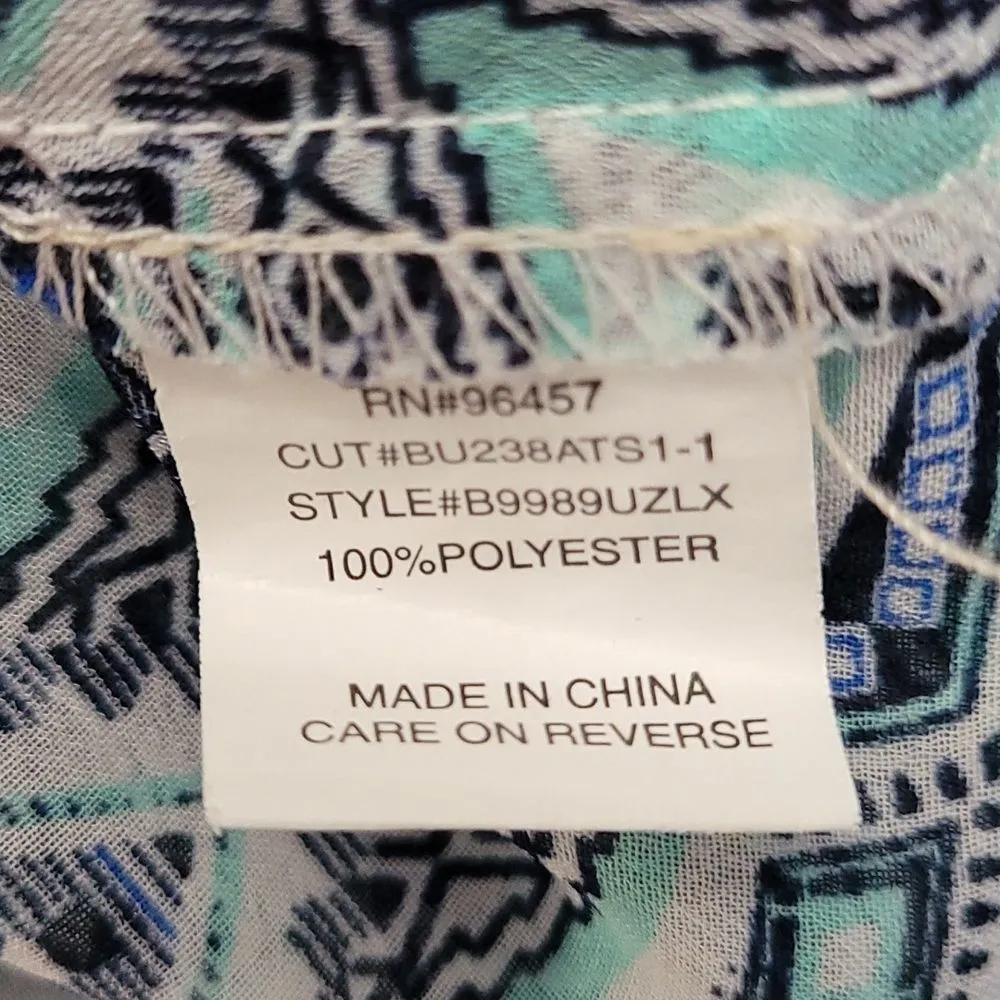 RN#96457
CUT#BU238ATS1-1
STYLE#B9989UZLX
100%POLYESTER
MADE IN CHINA
CARE ON REVERSE